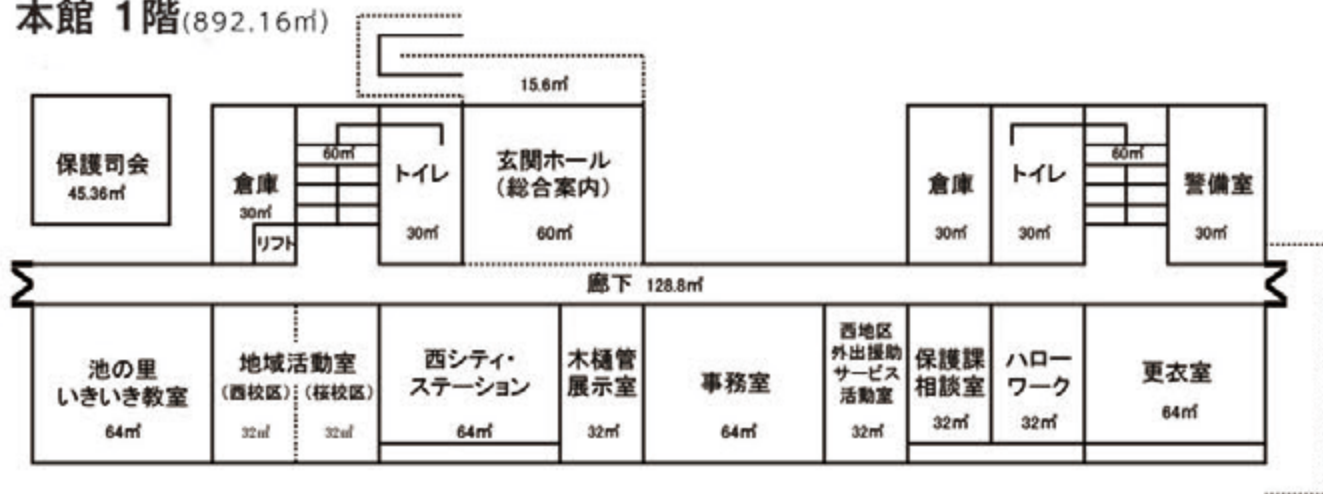 本館 1階(892.16㎡)
15.6㎡
保護司会
45.36㎡
倉庫
30㎡
リフト
60㎡
トイレ
30㎡
玄関ホール
(総合案内)
60㎡
倉庫
30㎡
トイレ
30㎡
60㎡
警備室
30㎡
廊下 128.8㎡
池の里
いきいき教室
64㎡
地域活動室
(西校区) (桜校区)
32㎡ 32㎡
西シティ・
ステーション
64㎡
木樋管
展示室
32㎡
事務室
64㎡
西地区
外出援助
サービス
活動室
32㎡
保護課
相談室
32㎡
ハロー
ワーク
32㎡
更衣室
64㎡